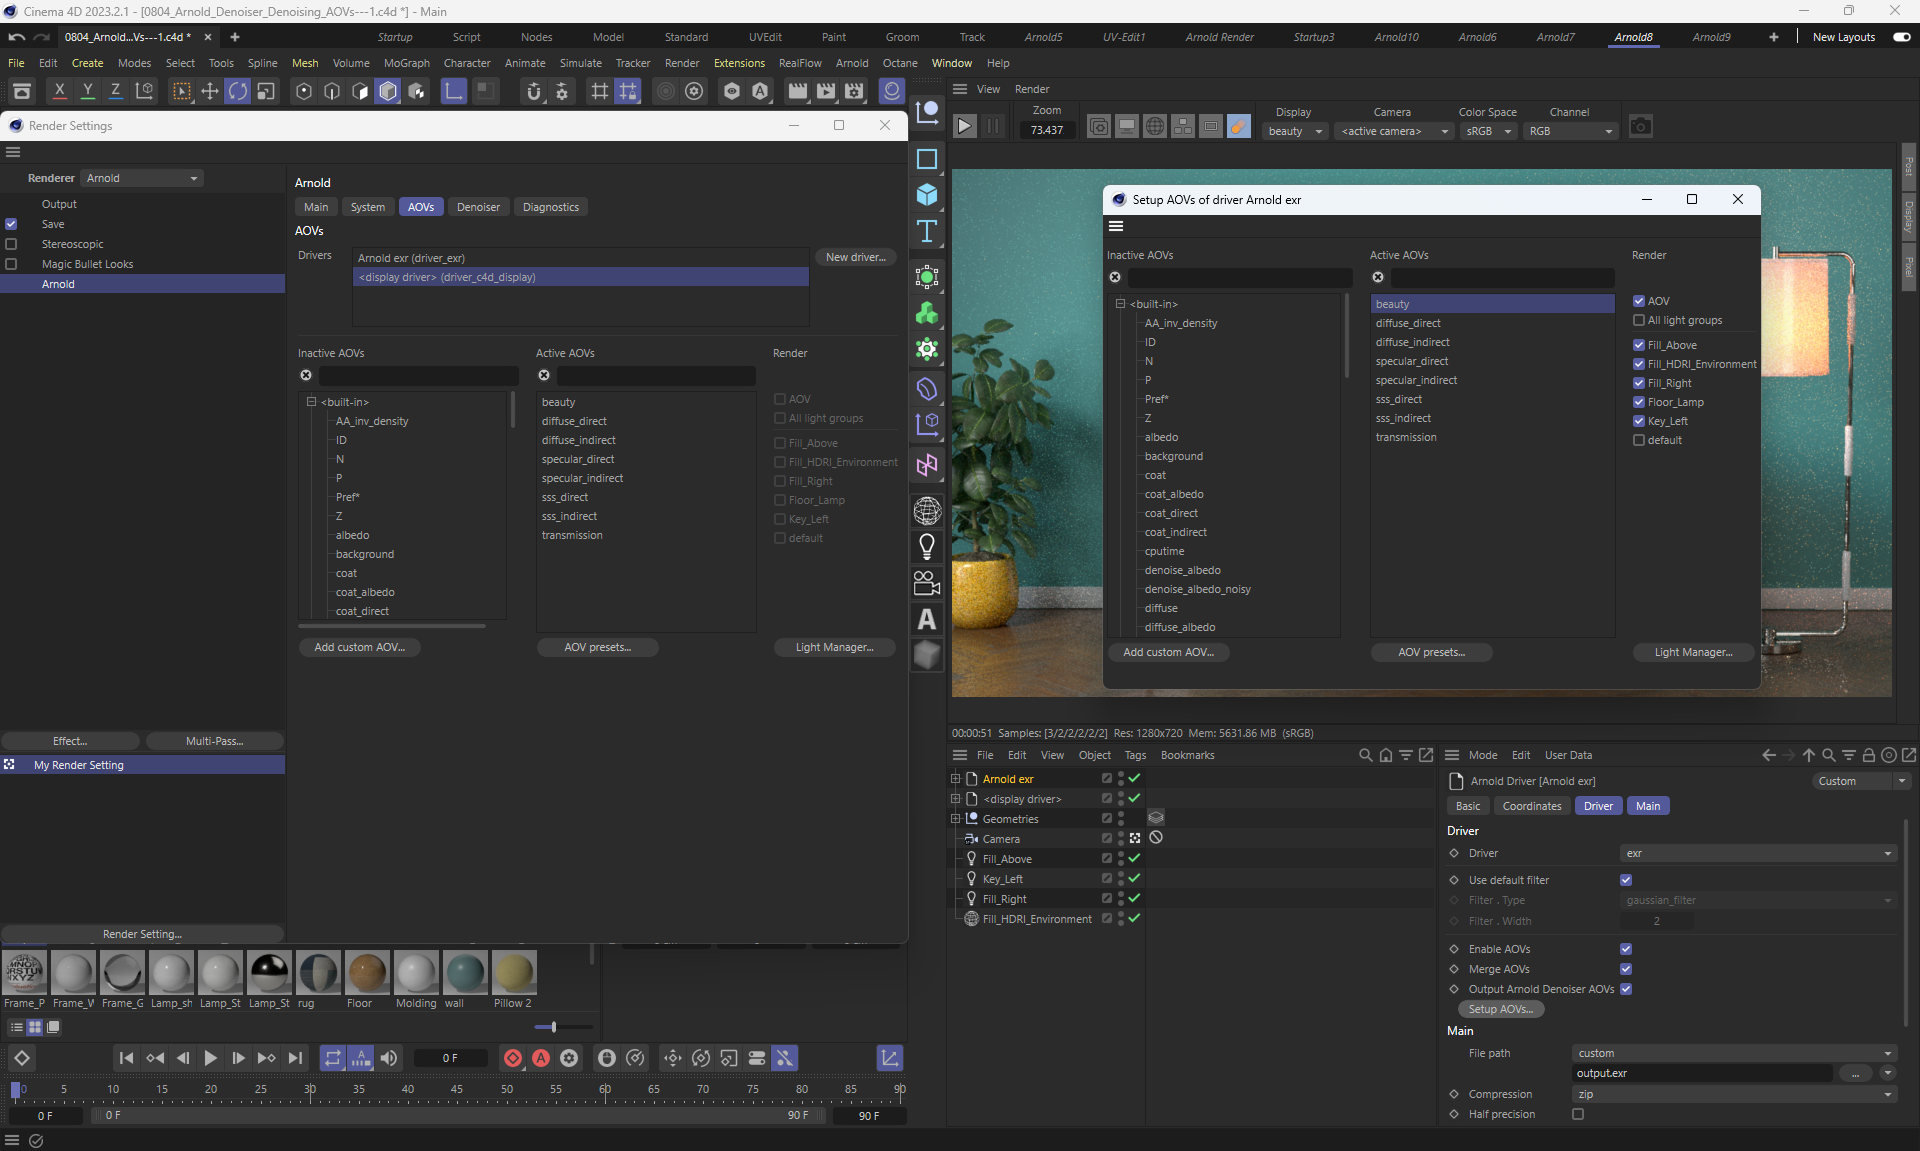 Cinema 4D 2023.2.1 - [0804_Arnold_Denoiser_Denoising_AOVs---1.c4d *] - Main
0804_Arnold...Vs---1.c4d *
Startup Script Nodes Model Standard UVEdit Paint Groom Track Arnold5 UV-Edit1 Arnold Render Startup3 Arnold10 Arnold6 Arnold7 Arnold8 Arnold9 New Layouts
File Edit Create Modes Select Tools Spline Mesh Volume MoGraph Character Animate Simulate Tracker Render Extensions RealFlow Arnold Octane Window Help
X Y Z
View Render
Zoom
73.437
Display
beauty
Camera
<active camera>
Color Space
sRGB
Channel
RGB
Post
Display
Pixel
Render Settings
Renderer Arnold
Output
Save
Stereoscopic
Magic Bullet Looks
Arnold
Effect...
Multi-Pass...
My Render Setting
Render Setting...
Arnold
Main System AOVs Denoiser Diagnostics
AOVs
Drivers
Arnold exr (driver_exr)
<display driver> (driver_c4d_display)
New driver...
Inactive AOVs
<built-in>
AA_inv_density
ID
N
P
Pref*
Z
albedo
background
coat
coat_albedo
coat_direct
Add custom AOV...
Active AOVs
beauty
diffuse_direct
diffuse_indirect
specular_direct
specular_indirect
sss_direct
sss_indirect
transmission
AOV presets...
Render
AOV
All light groups
Fill_Above
Fill_HDRI_Environment
Fill_Right
Floor_Lamp
Key_Left
default
Light Manager...
Setup AOVs of driver Arnold exr
Inactive AOVs
<built-in>
AA_inv_density
ID
N
P
Pref*
Z
albedo
background
coat
coat_albedo
coat_direct
coat_indirect
cputime
denoise_albedo
denoise_albedo_noisy
diffuse
diffuse_albedo
Add custom AOV...
Active AOVs
beauty
diffuse_direct
diffuse_indirect
specular_direct
specular_indirect
sss_direct
sss_indirect
transmission
AOV presets...
Render
AOV
All light groups
Fill_Above
Fill_HDRI_Environment
Fill_Right
Floor_Lamp
Key_Left
default
Light Manager...
00:00:51 Samples: [3/2/2/2/2/2] Res: 1280x720 Mem: 5631.86 MB (sRGB)
File Edit View Object Tags Bookmarks
Arnold exr
<display driver>
Geometries
Camera
Fill_Above
Key_Left
Fill_Right
Fill_HDRI_Environment
Mode Edit User Data
Arnold Driver [Arnold exr]
Custom
Basic Coordinates Driver Main
Driver
Driver exr
Use default filter
Filter . Type gaussian_filter
Filter . Width 2
Enable AOVs
Merge AOVs
Output Arnold Denoiser AOVs
Setup AOVs...
Main
File path custom
output.exr ...
Compression zip
Half precision
Frame_P Frame_W Frame_G Lamp_sh Lamp_St Lamp_St rug Floor Molding wall Pillow 2
0 F
0 5 10 15 20 25 30 35 40 45 50 55 60 65 70 75 80 85 90
0 F 0 F 90 F 90 F